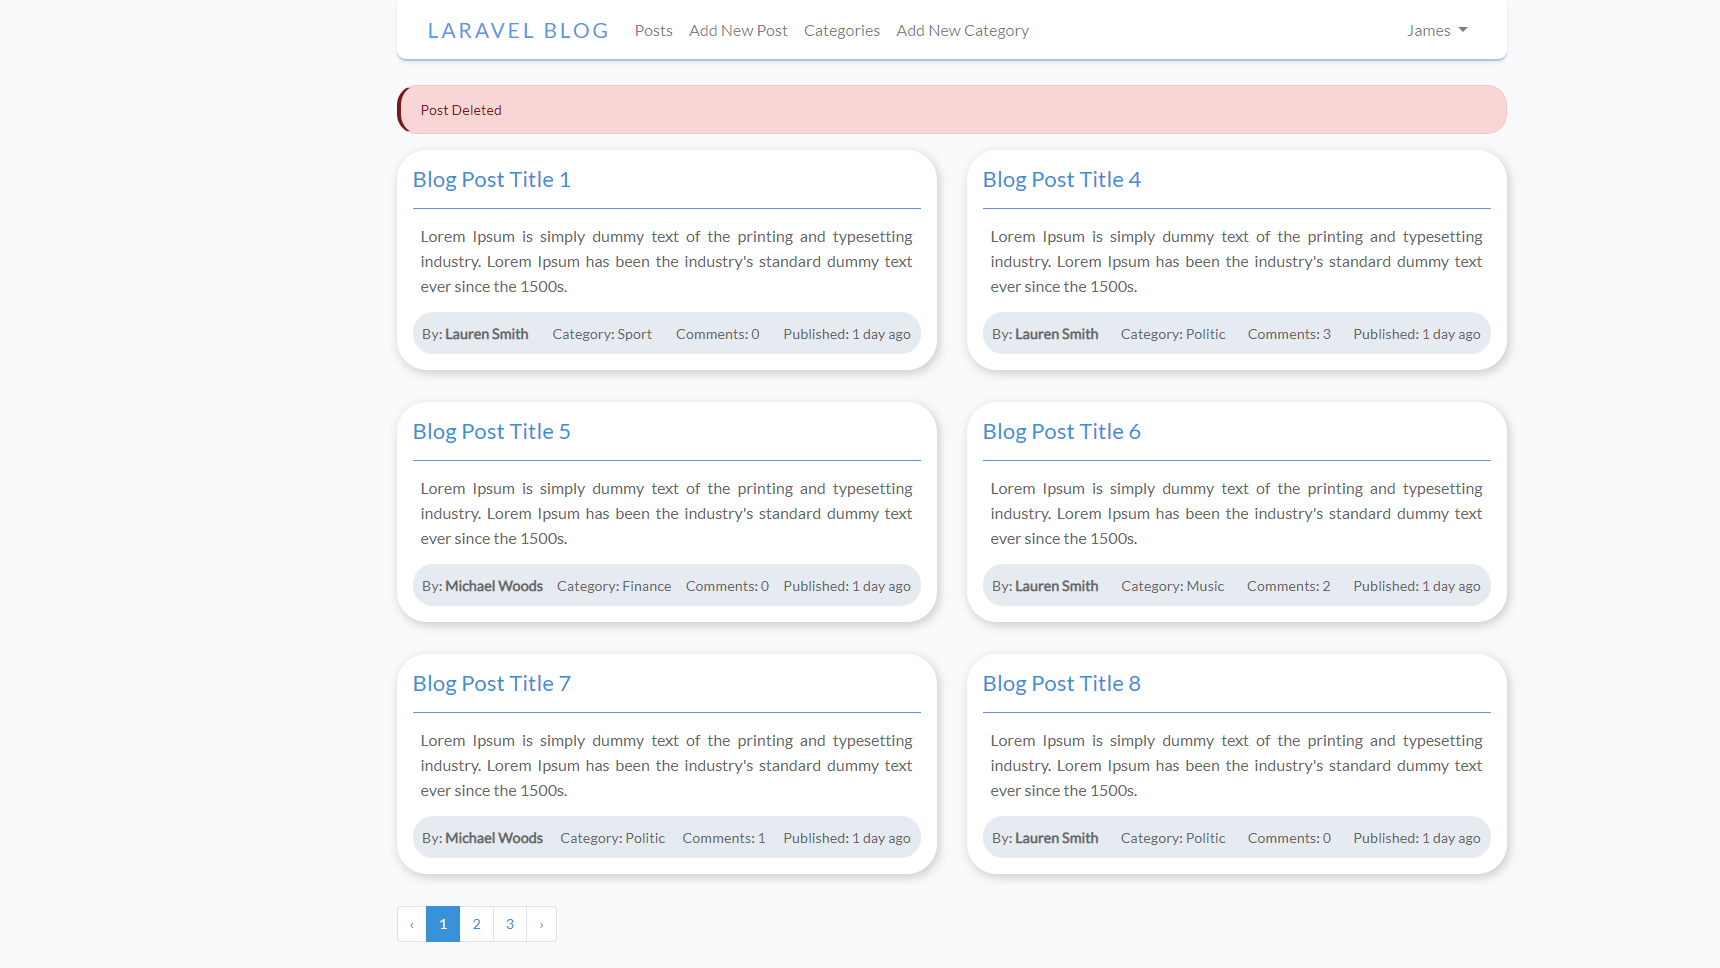 LARAVEL BLOG Posts Add New Post Categories Add New Category James
Post Deleted
Blog Post Title 1
Lorem Ipsum is simply dummy text of the printing and typesetting
industry. Lorem Ipsum has been the industry's standard dummy text
ever since the 1500s.
By: Lauren Smith Category: Sport Comments: 0 Published: 1 day ago
Blog Post Title 4
Lorem Ipsum is simply dummy text of the printing and typesetting
industry. Lorem Ipsum has been the industry's standard dummy text
ever since the 1500s.
By: Lauren Smith Category: Politic Comments: 3 Published: 1 day ago
Blog Post Title 5
Lorem Ipsum is simply dummy text of the printing and typesetting
industry. Lorem Ipsum has been the industry's standard dummy text
ever since the 1500s.
By: Michael Woods Category: Finance Comments: 0 Published: 1 day ago
Blog Post Title 6
Lorem Ipsum is simply dummy text of the printing and typesetting
industry. Lorem Ipsum has been the industry's standard dummy text
ever since the 1500s.
By: Lauren Smith Category: Music Comments: 2 Published: 1 day ago
Blog Post Title 7
Lorem Ipsum is simply dummy text of the printing and typesetting
industry. Lorem Ipsum has been the industry's standard dummy text
ever since the 1500s.
By: Michael Woods Category: Politic Comments: 1 Published: 1 day ago
Blog Post Title 8
Lorem Ipsum is simply dummy text of the printing and typesetting
industry. Lorem Ipsum has been the industry's standard dummy text
ever since the 1500s.
By: Lauren Smith Category: Politic Comments: 0 Published: 1 day ago
‹ 1 2 3 ›